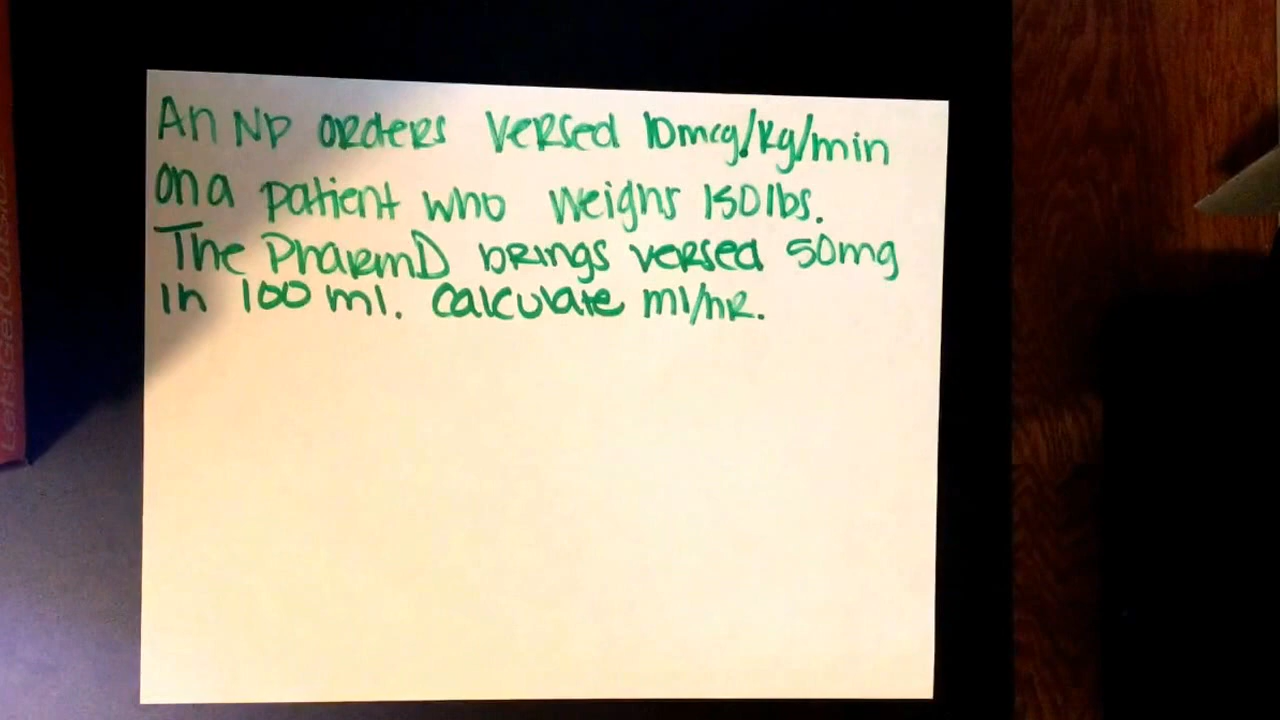 An NP orders versed 10mcg/kg/min
on a patient who weighs 150lbs.
The PharmD brings versed 50mg
in 100 ml. calculate ml/hr.